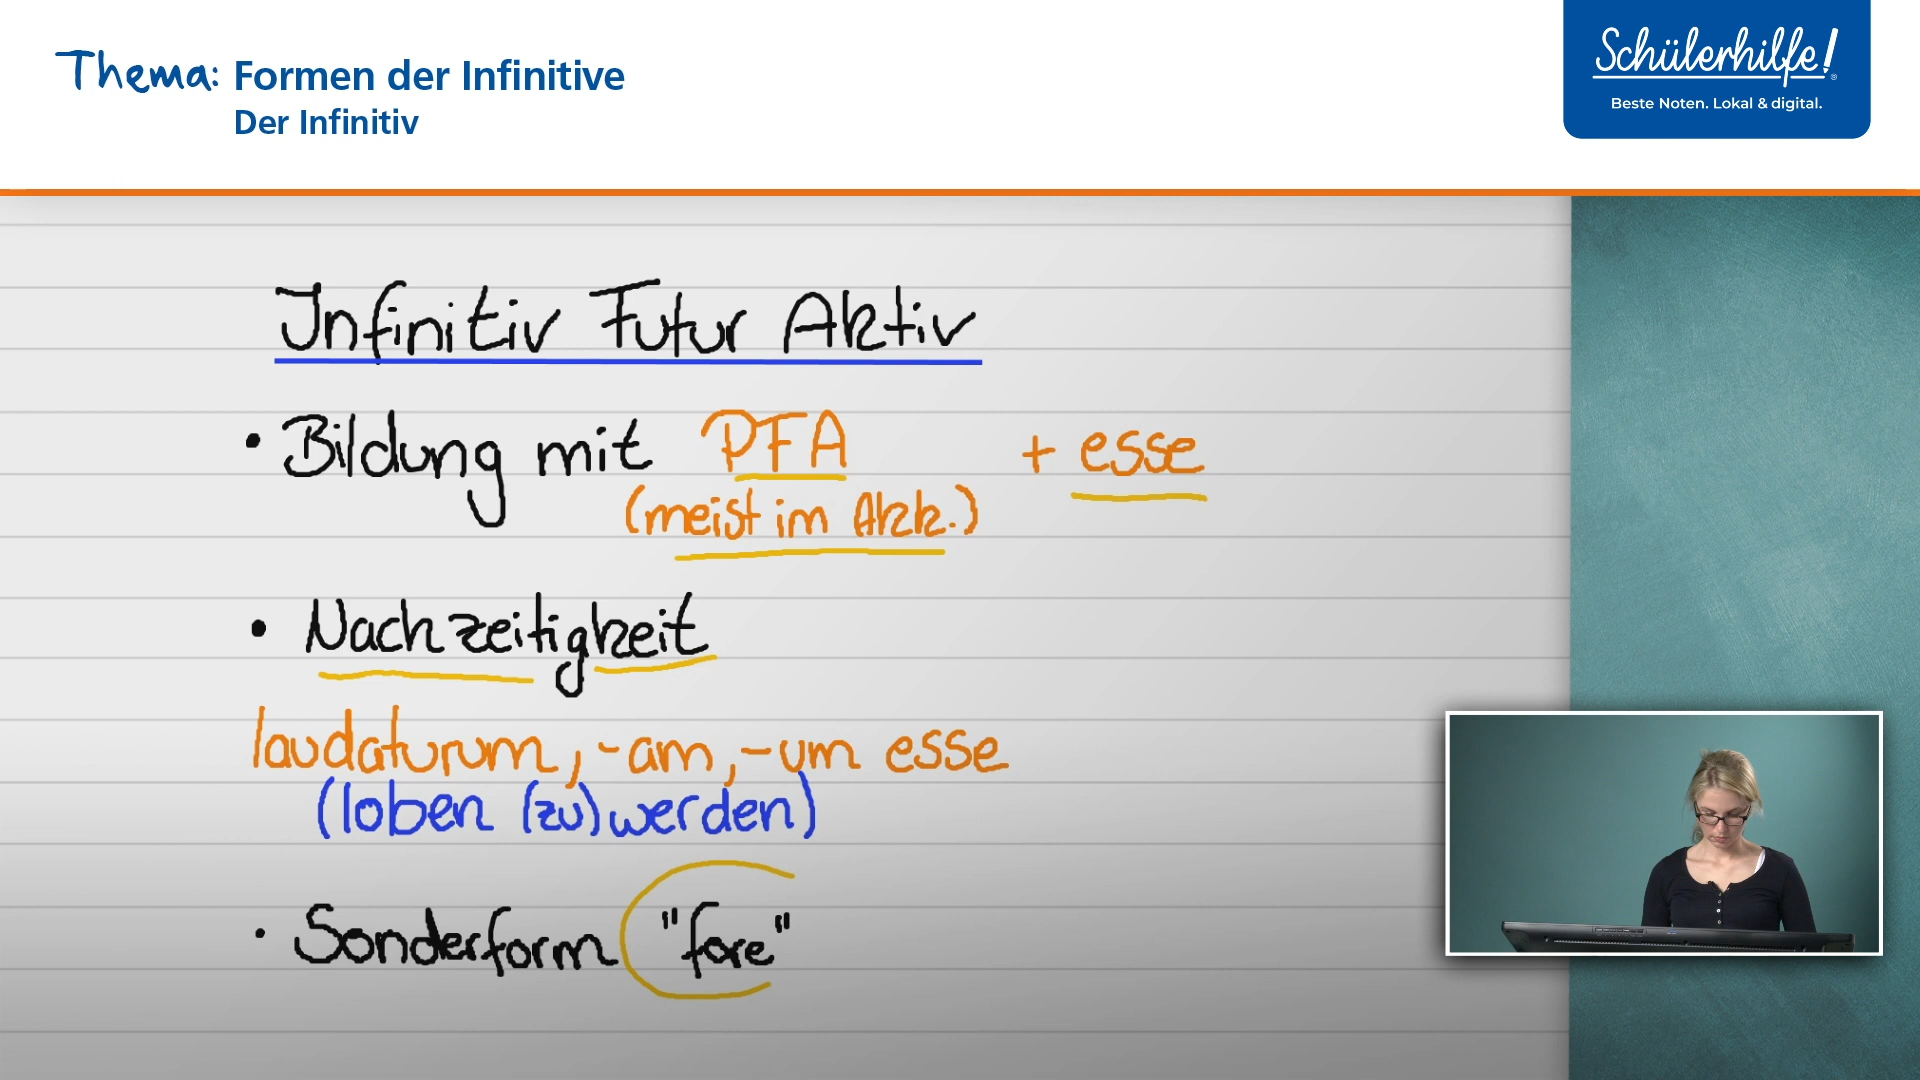 Thema: Formen der Infinitive
Der Infinitiv
Schülerhilfe!®
Beste Noten. Lokal & digital.
Infinitiv Futur Aktiv
• Bildung mit PFA + esse
(meist im Akk.)
• Nachzeitigkeit
laudaturum, -am, -um esse
(loben (zu) werden)
• Sonderform "fore"